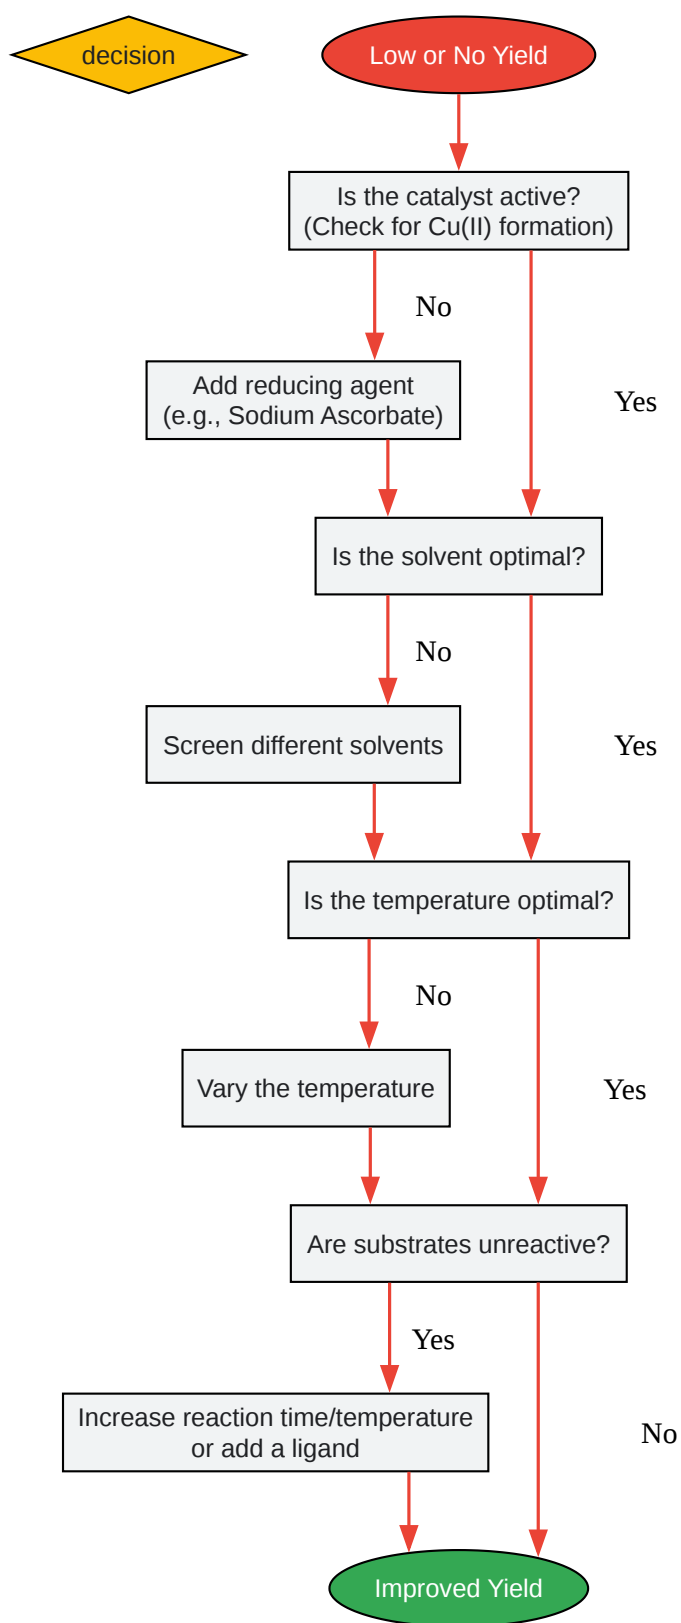 decision
Low or No Yield
Is the catalyst active?
(Check for Cu(II) formation)
No
Add reducing agent
(e.g., Sodium Ascorbate)
Yes
Is the solvent optimal?
No
Screen different solvents
Yes
Is the temperature optimal?
No
Vary the temperature
Yes
Are substrates unreactive?
Yes
Increase reaction time/temperature
or add a ligand
No
Improved Yield